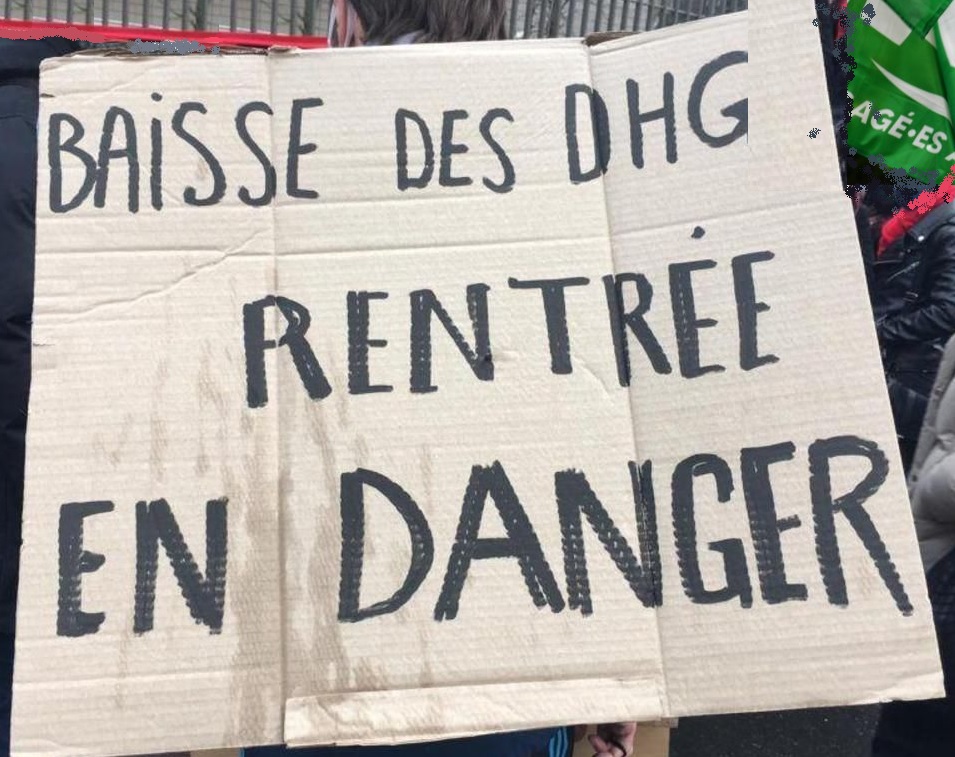 BAiSSE DES DHG
RENTRÉE
EN DANGER
AGÉ·ES